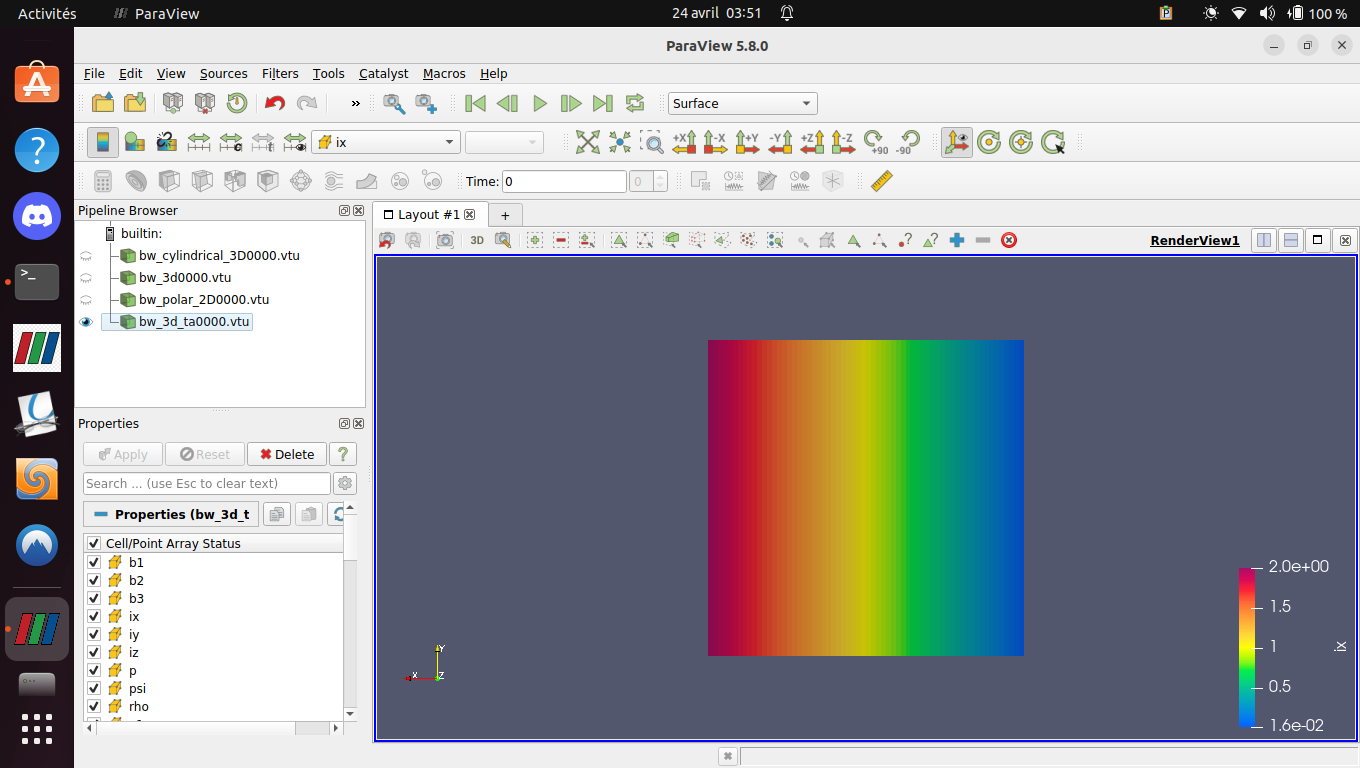 Activités ParaView 24 avril 03:51 100 %
ParaView 5.8.0
File Edit View Sources Filters Tools Catalyst Macros Help
» Surface
ix +X -X +Y -Y +Z -Z +90 -90
Time: 0 0
Pipeline Browser
builtin:
bw_cylindrical_3D0000.vtu
bw_3d0000.vtu
bw_polar_2D0000.vtu
bw_3d_ta0000.vtu
Properties
Apply Reset Delete ?
Search ... (use Esc to clear text)
Properties (bw_3d_t
Cell/Point Array Status
b1
b2
b3
ix
iy
iz
p
psi
rho
Layout #1 +
3D RenderView1
Y
X Z
2.0e+00
1.5
1
0.5
1.6e-02
ix